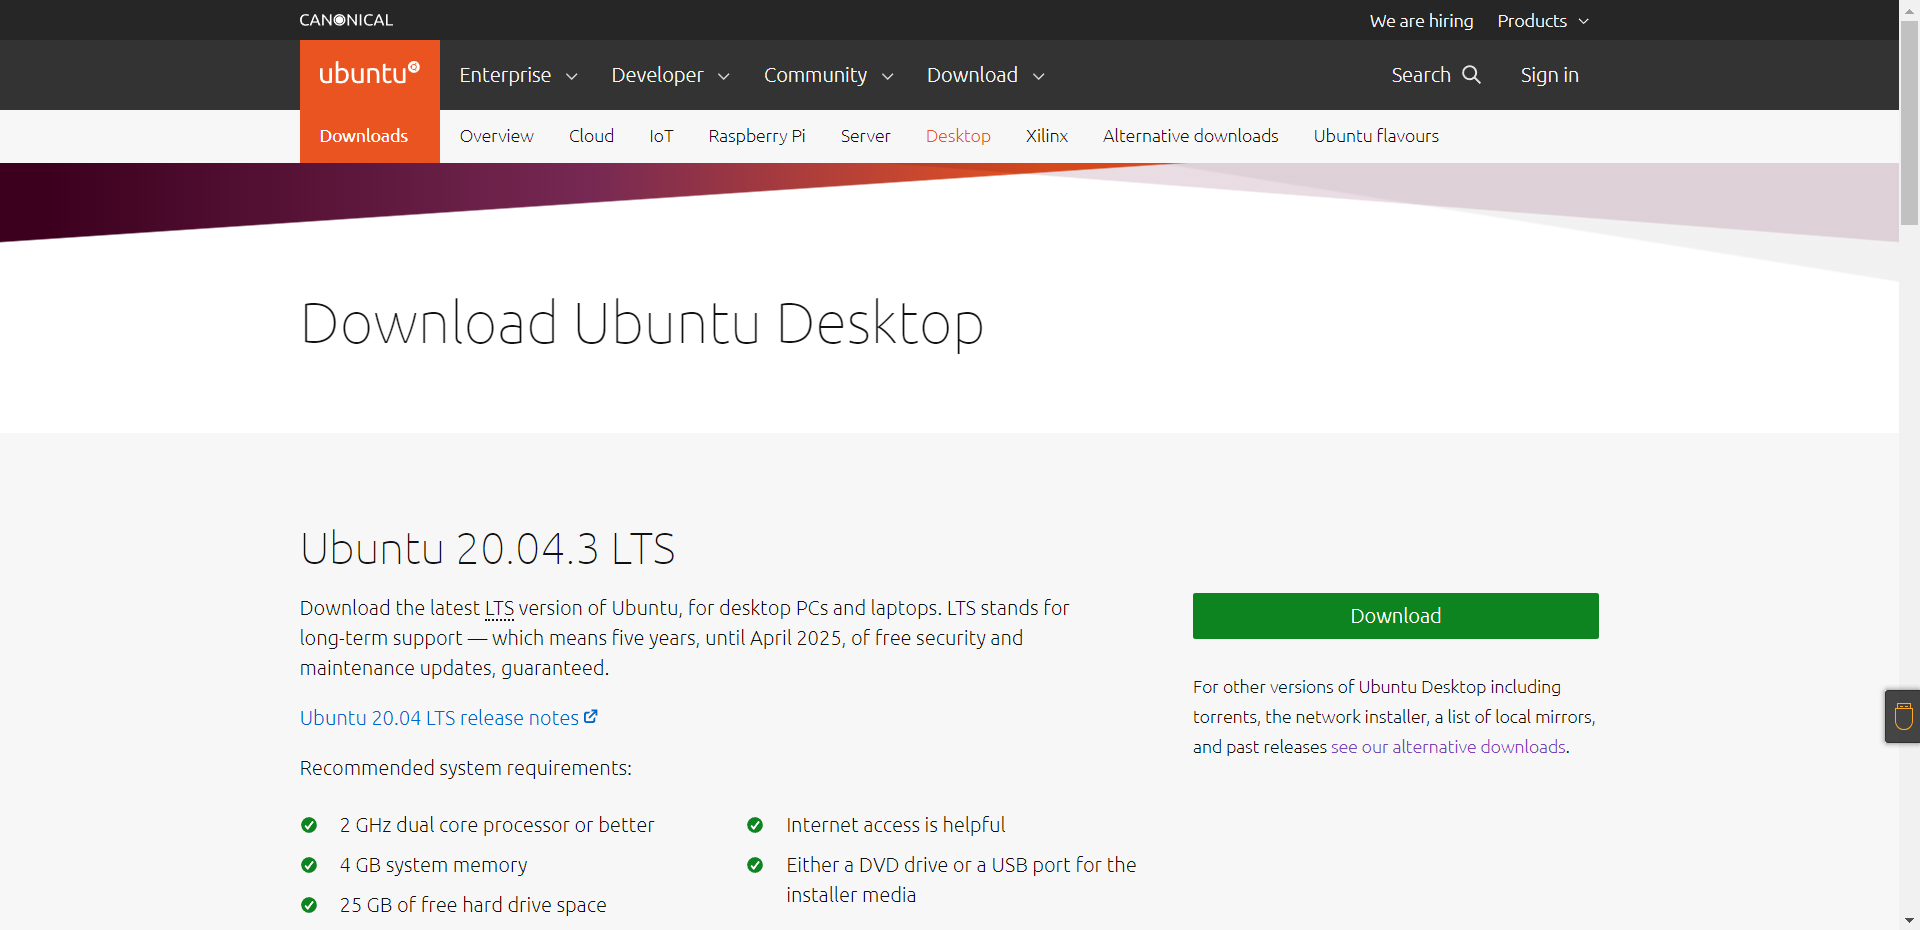 CANONICAL
We are hiring
Products
ubuntu
Enterprise
Developer
Community
Download
Search
Sign in
Downloads
Overview
Cloud
IoT
Raspberry Pi
Server
Desktop
Xilinx
Alternative downloads
Ubuntu flavours
Download Ubuntu Desktop
Ubuntu 20.04.3 LTS
Download the latest LTS version of Ubuntu, for desktop PCs and laptops. LTS stands for
long-term support — which means five years, until April 2025, of free security and
maintenance updates, guaranteed.
Ubuntu 20.04 LTS release notes
Recommended system requirements:
2 GHz dual core processor or better
4 GB system memory
25 GB of free hard drive space
Internet access is helpful
Either a DVD drive or a USB port for the
installer media
Download
For other versions of Ubuntu Desktop including
torrents, the network installer, a list of local mirrors,
and past releases see our alternative downloads.